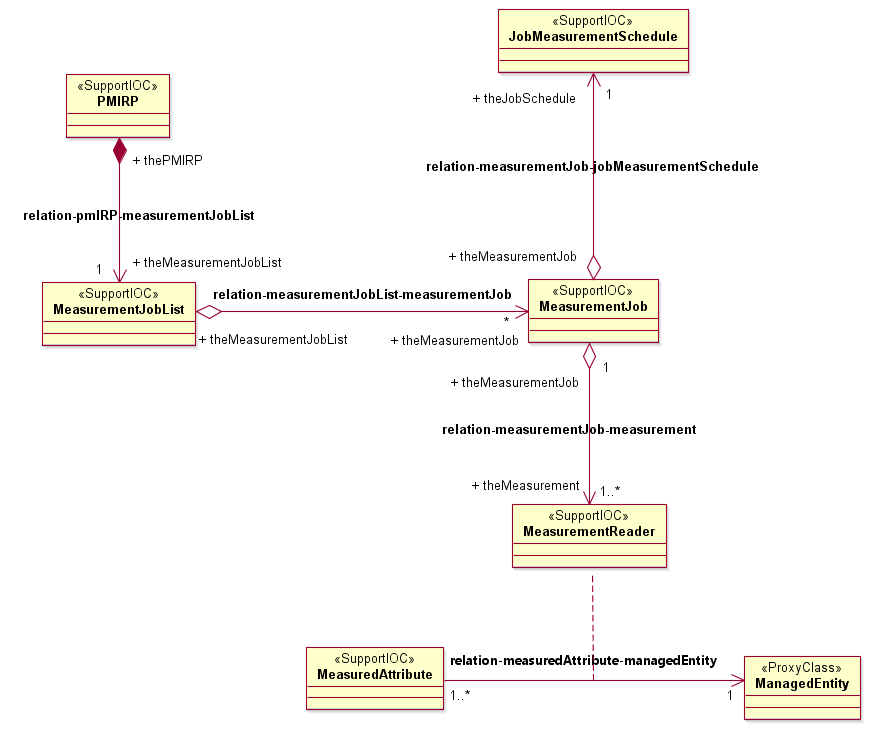 «SupportIOC»
JobMeasurementSchedule
+ theJobSchedule
1
«SupportIOC»
PMIRP
+ thePMIRP
relation-measurementJob-jobMeasurementSchedule
relation-pmIRP-measurementJobList
+ theMeasurementJob
1
+ theMeasurementJobList
«SupportIOC»
MeasurementJobList
relation-measurementJobList-measurementJob
«SupportIOC»
MeasurementJob
*
+ theMeasurementJobList
+ theMeasurementJob
1
+ theMeasurementJob
relation-measurementJob-measurement
+ theMeasurement
1..*
«SupportIOC»
MeasurementReader
«SupportIOC»
MeasuredAttribute
relation-measuredAttribute-managedEntity
1..*
1
«ProxyClass»
ManagedEntity